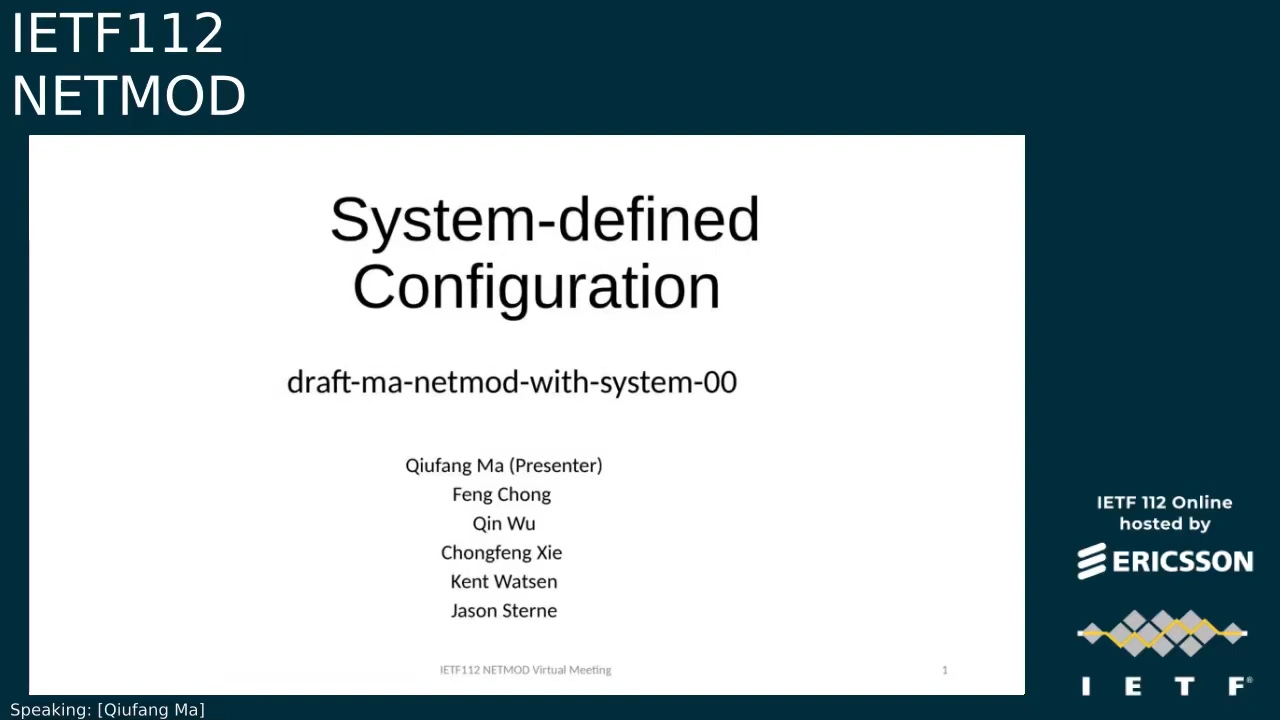 IETF112
NETMOD
System-defined
Configuration
draft-ma-netmod-with-system-00
Qiufang Ma (Presenter)
Feng Chong
Qin Wu
Chongfeng Xie
Kent Watsen
Jason Sterne
IETF112 NETMOD Virtual Meeting
1
IETF 112 Online
hosted by
ERICSSON
I E T F®
Speaking: [Qiufang Ma]